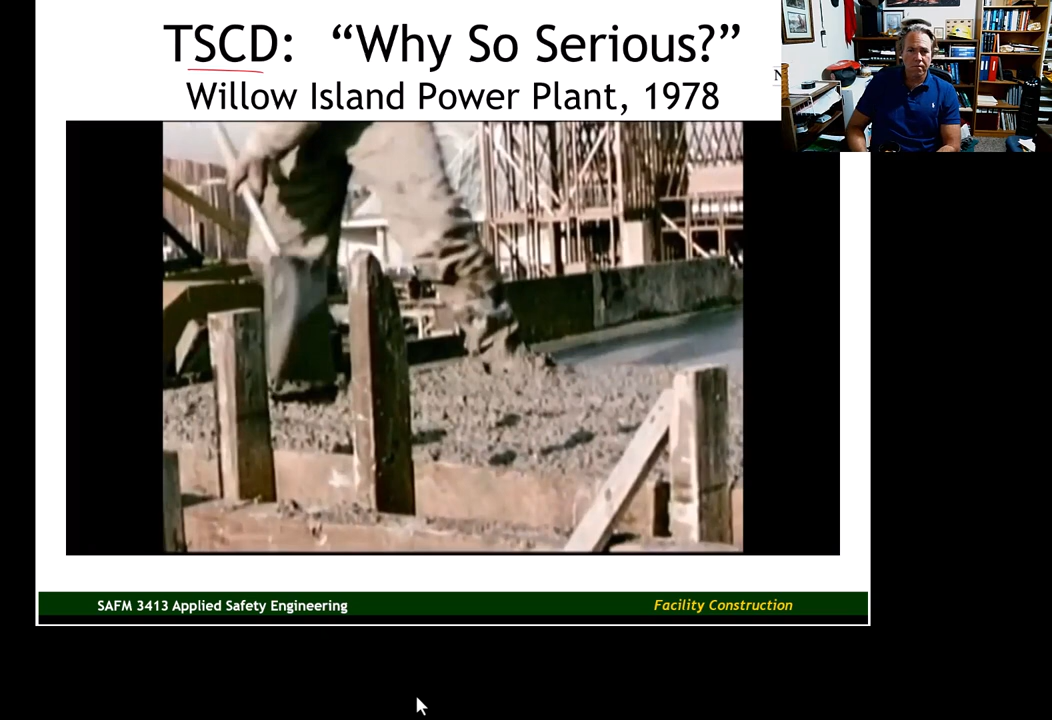 TSCD: “Why So Serious?”
Willow Island Power Plant, 1978
N
SAFM 3413 Applied Safety Engineering
Facility Construction